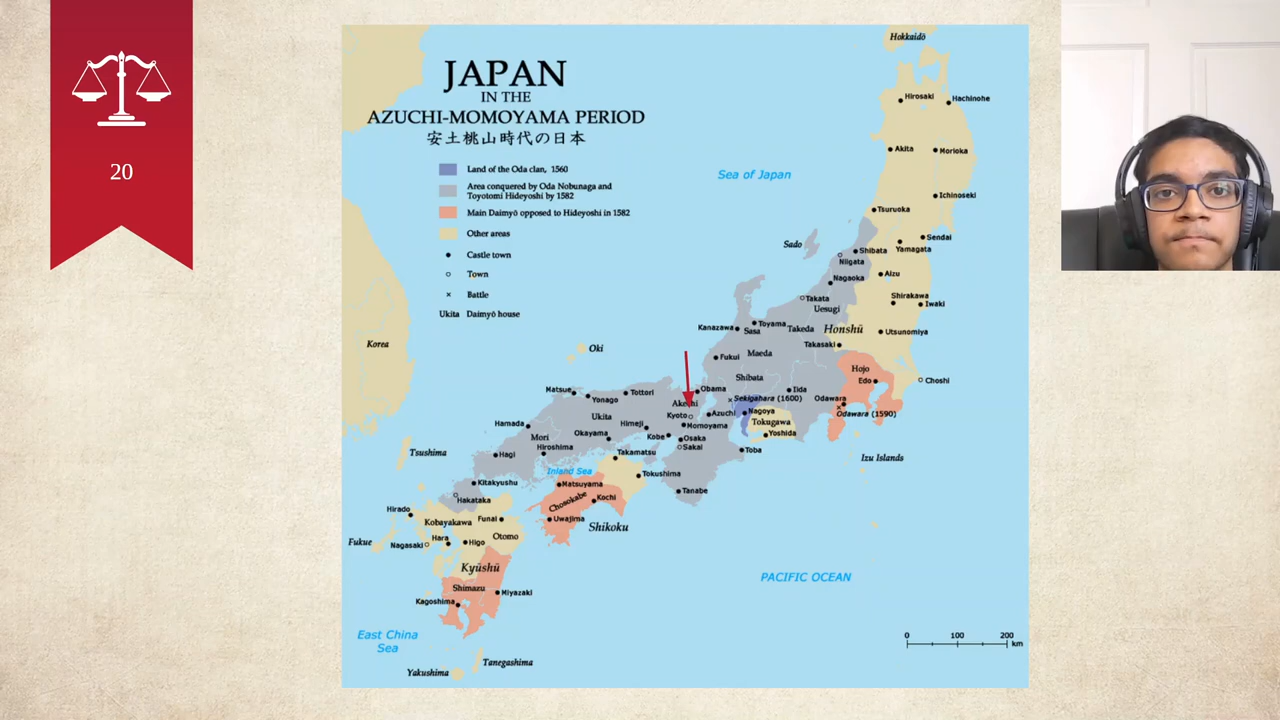 20
JAPAN
IN THE
AZUCHI-MOMOYAMA PERIOD
安土桃山時代の日本
Land of the Oda clan, 1560
Area conquered by Oda Nobunaga and
Toyotomi Hideyoshi by 1582
Main Daimyō opposed to Hideyoshi in 1582
Other areas
Castle town
Town
Battle
Ukita Daimyō house
Hokkaidō
Hirosaki
Hachinohe
Akita
Morioka
Sea of Japan
Ichinoseki
Tsuruoka
Sendai
Sado
Shibata
Yamagata
Niigata
Aizu
Nagaoka
Shirakawa
Takata
Iwaki
Uesugi
Kanazawa
Toyama
Sasa
Takeda
Honshū
Utsunomiya
Korea
Takasaki
Oki
Fukui
Maeda
Hojo
Shibata
Edo
Choshi
Matsue
Yonago
Tottori
Obama
Iida
Sekigahara (1600)
Odawara
Akechi
Ukita
Kyoto
Azuchi
Nagoya
Odawara (1590)
Hamada
Himeji
Momoyama
Tokugawa
Mori
Okayama
Kobe
Osaka
Yoshida
Hiroshima
Sakai
Toba
Hagi
Takamatsu
Tsushima
Izu Islands
Inland Sea
Tokushima
Kitakyushu
Matsuyama
Tanabe
Hakataka
Chosokabe
Kochi
Hirado
Kobayakawa
Funai
Uwajima
Shikoku
Fukue
Nagasaki
Hara
Higo
Otomo
Kyūshū
PACIFIC OCEAN
Shimazu
Miyazaki
Kagoshima
East China
Sea
0 100 200
km
Tanegashima
Yakushima